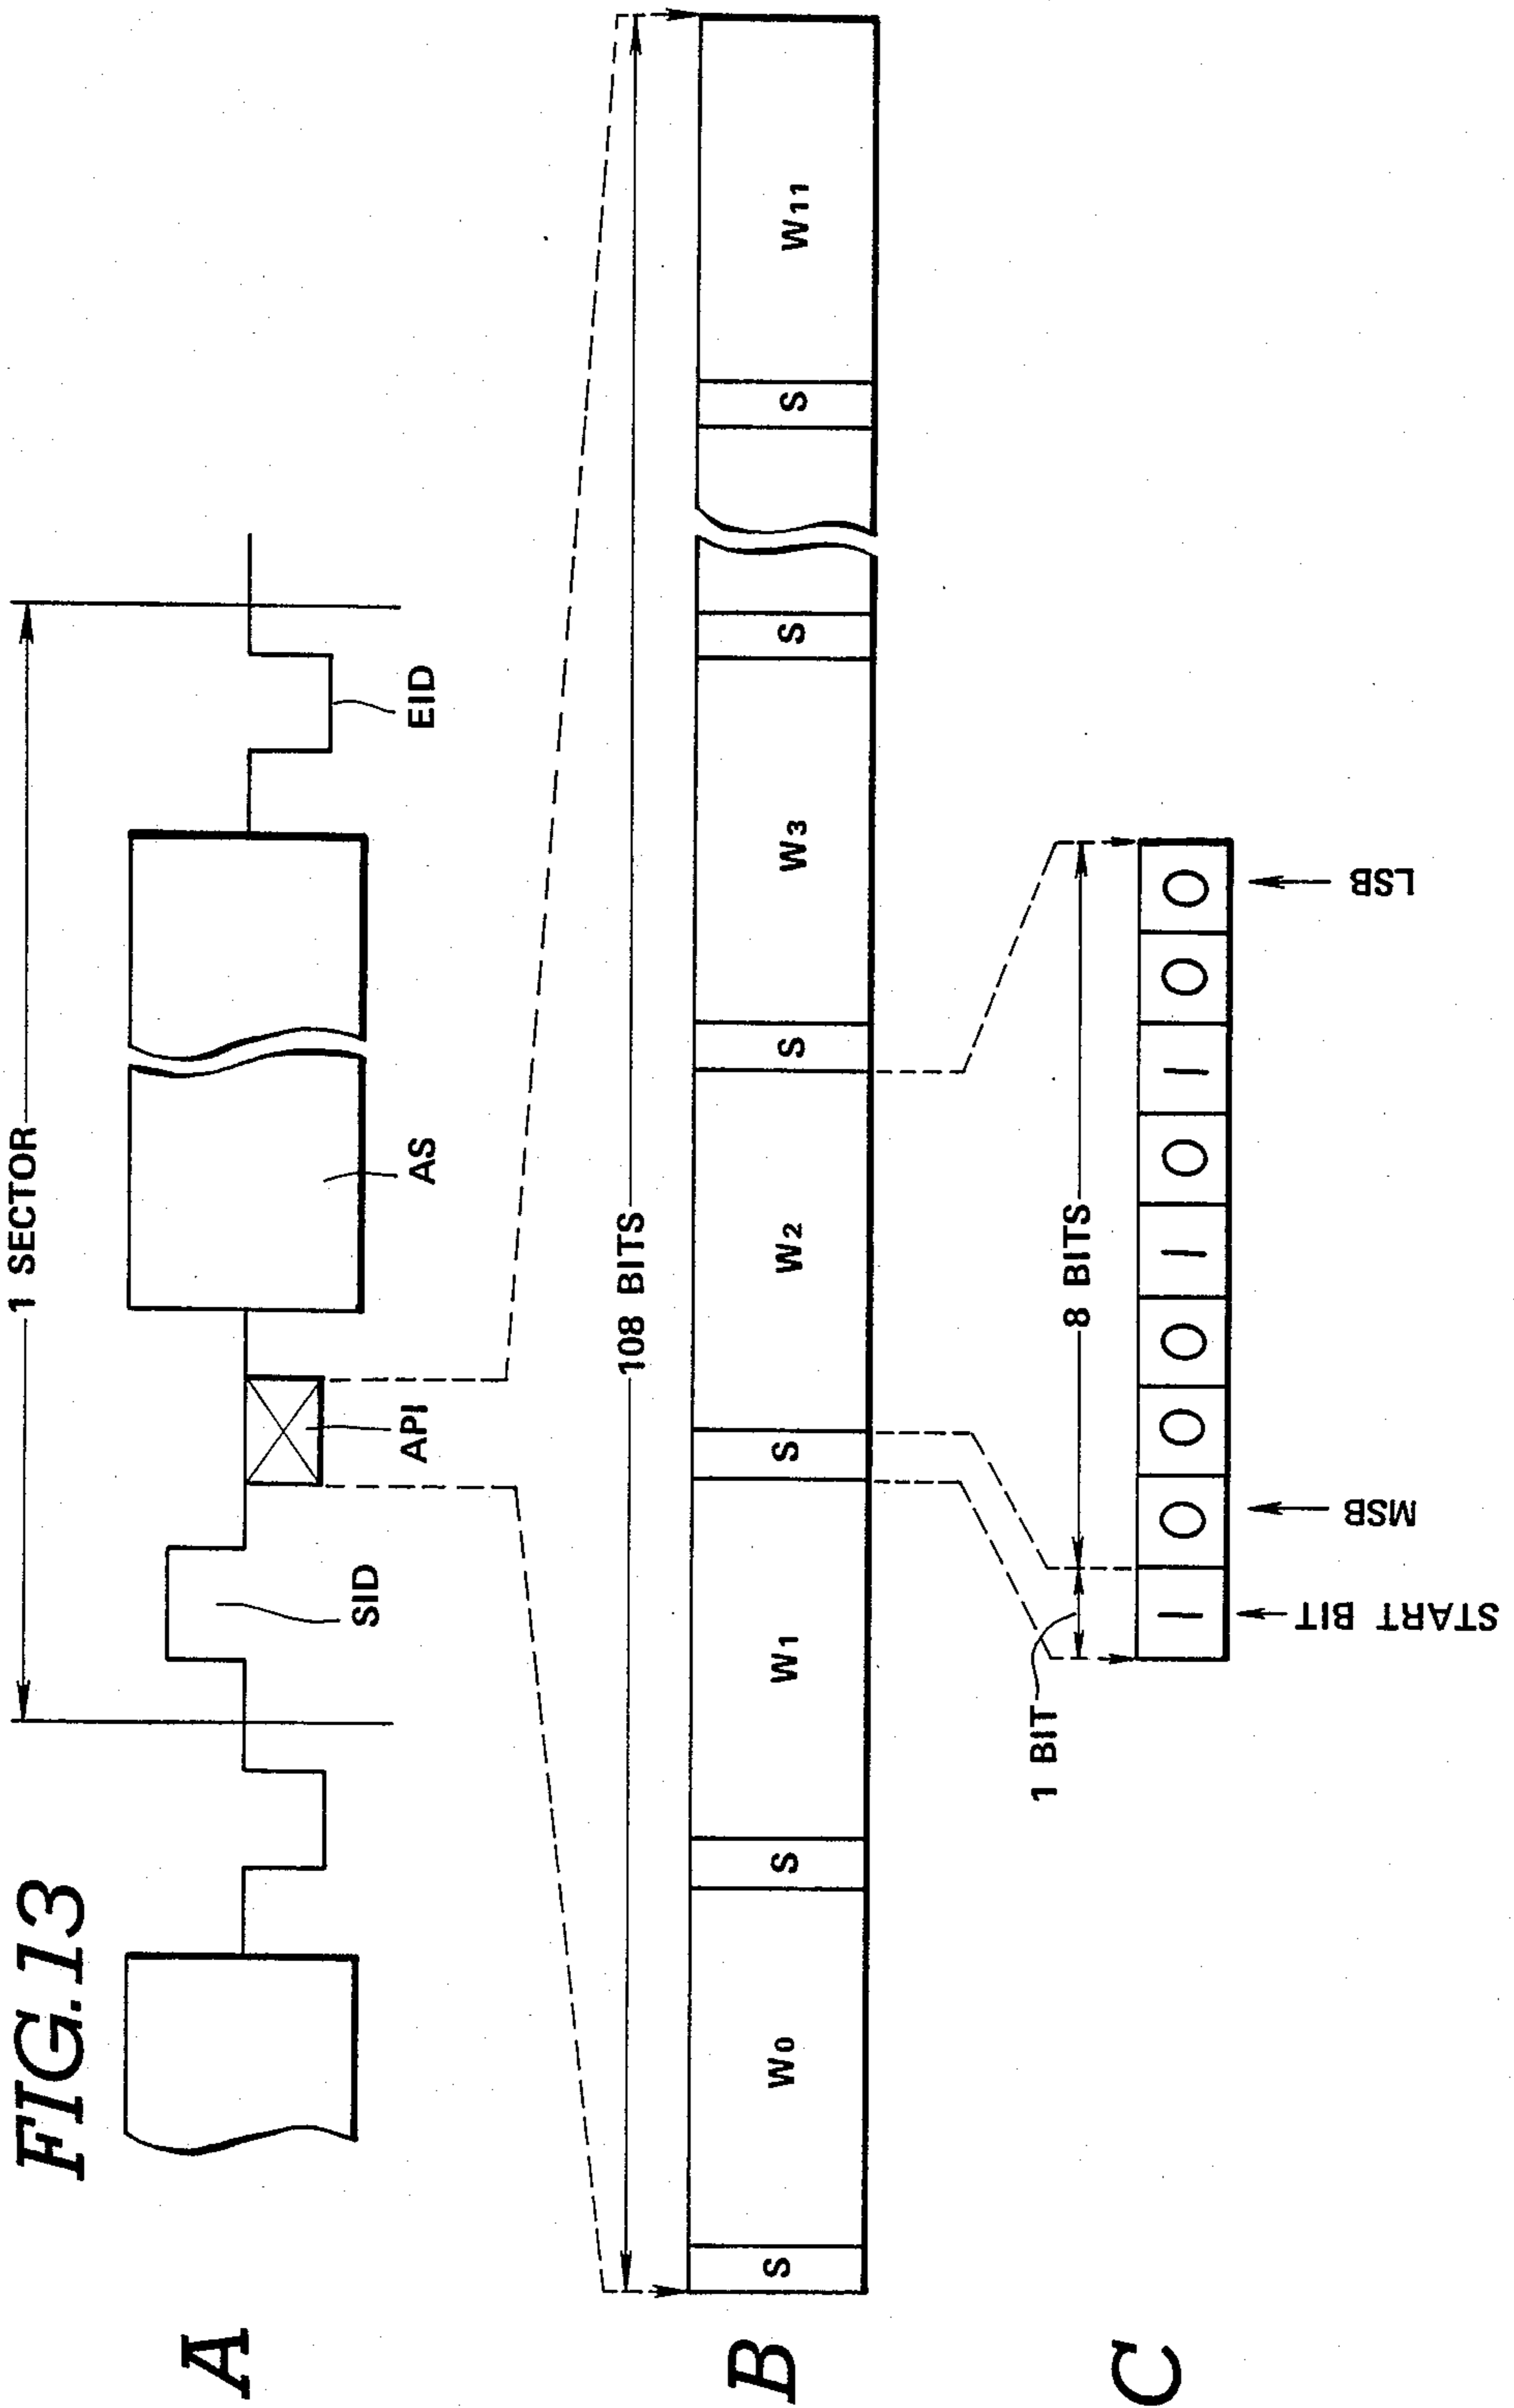 FIG.13
A
1 SECTOR
SID
API
AS
EID
B
108 BITS
S W0 S W1 S W2 S W3 S S W11
C
1 BIT
8 BITS
1 0 0 0 1 0 1 0 0
START BIT
MSB
LSB